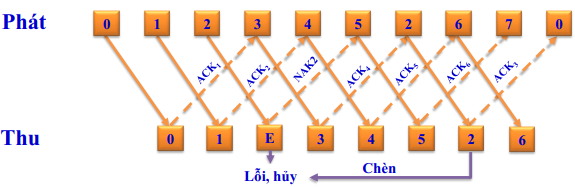 Phát 0 1 2 3 4 5 2 6 7 0
ACK1 ACK2 NAK2 ACK4 ACK5 ACK6 ACK3
Thu 0 1 E 3 4 5 2 6
Lỗi, hủy Chèn